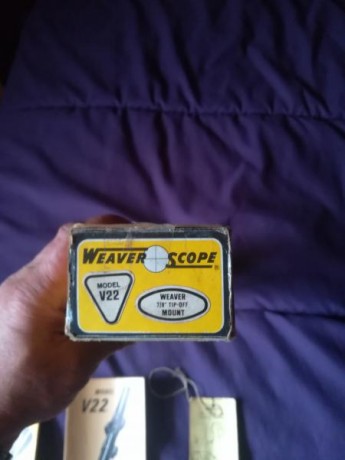 WEAVER SCOPE
MODEL
V22
WEAVER
7/8" TIP-OFF
MOUNT
MODEL
V22